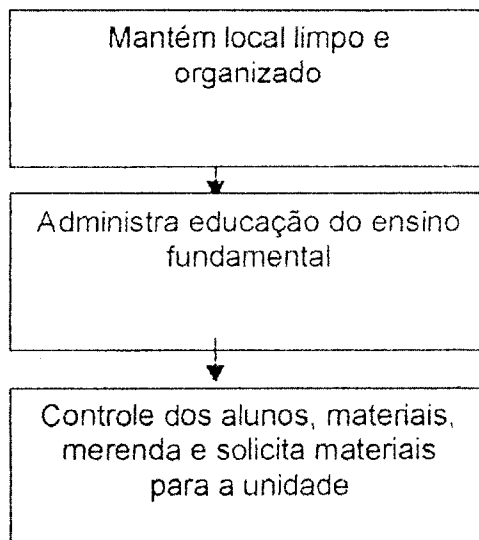 Mantém local limpo e
organizado
Administra educação do ensino
fundamental
Controle dos alunos, materiais,
merenda e solicita materiais
para a unidade